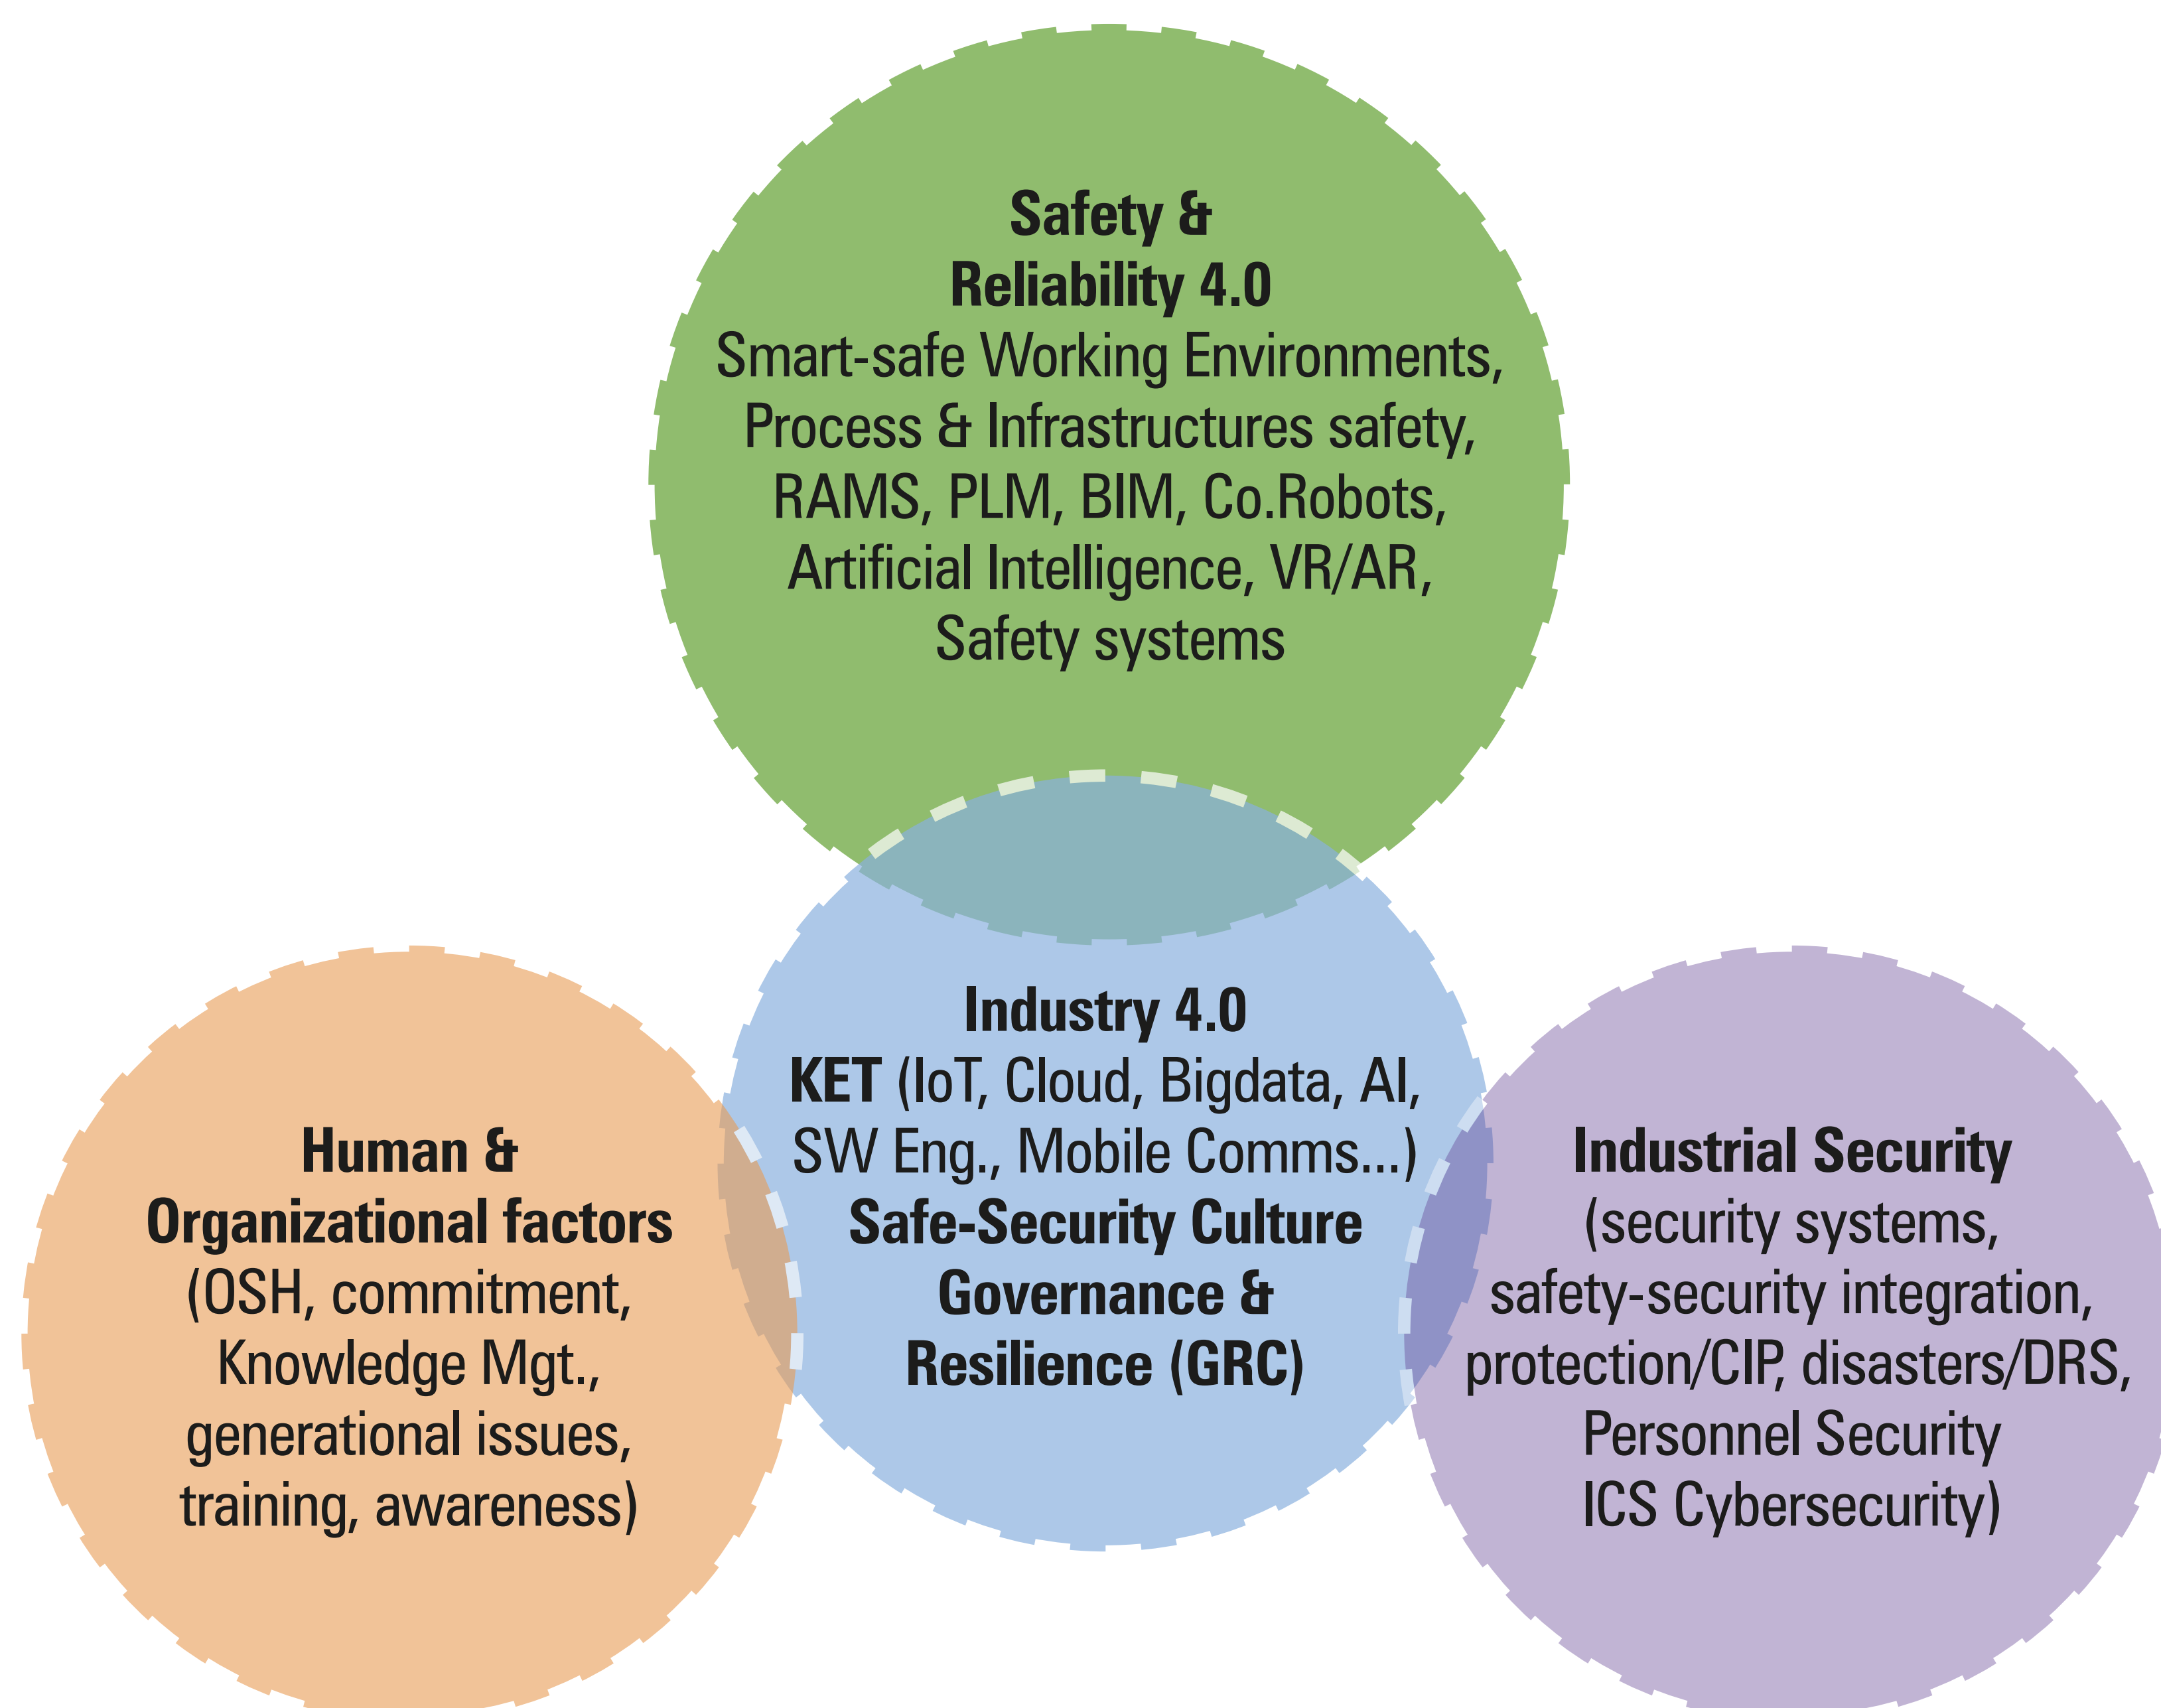 Safety &
Reliability 4.0
Smart-safe Working Environments,
Process & Infrastructures safety,
RAMS, PLM, BIM, Co.Robots,
Artificial Intelligence, VR/AR,
Safety systems
Human &
Organizational factors
(OSH, commitment,
Knowledge Mgt.,
generational issues,
training, awareness)
Industry 4.0
KET (IoT, Cloud, Bigdata, AI,
SW Eng., Mobile Comms...)
Safe-Security Culture
Governance &
Resilience (GRC)
Industrial Security
(security systems,
safety-security integration,
protection/CIP, disasters/DRS,
Personnel Security
ICS Cybersecurity)